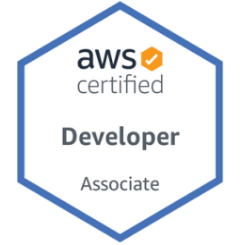 aws
certified
Developer
Associate